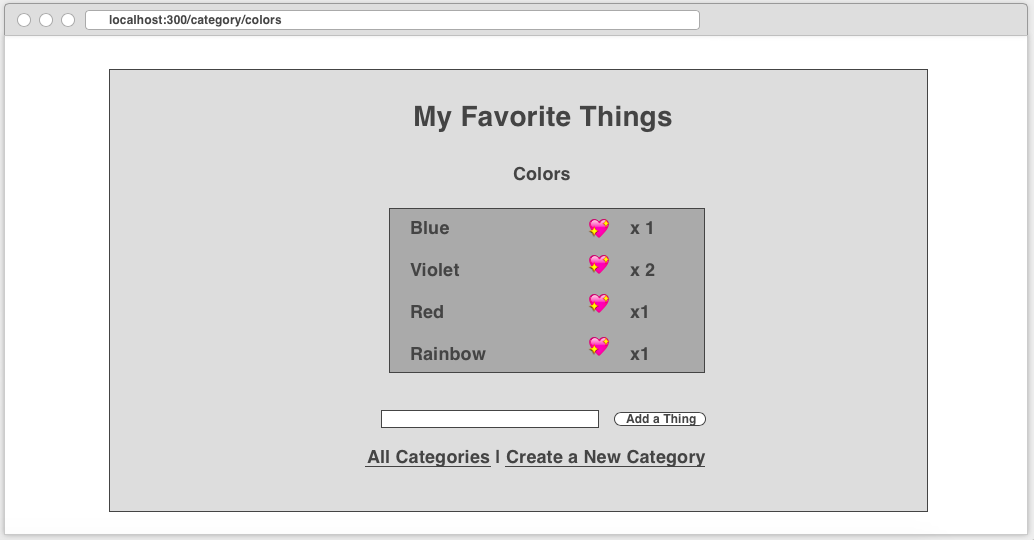 localhost:300/category/colors
My Favorite Things
Colors
Blue 💖 x 1
Violet 💖 x 2
Red 💖 x1
Rainbow 💖 x1
Add a Thing
All Categories | Create a New Category